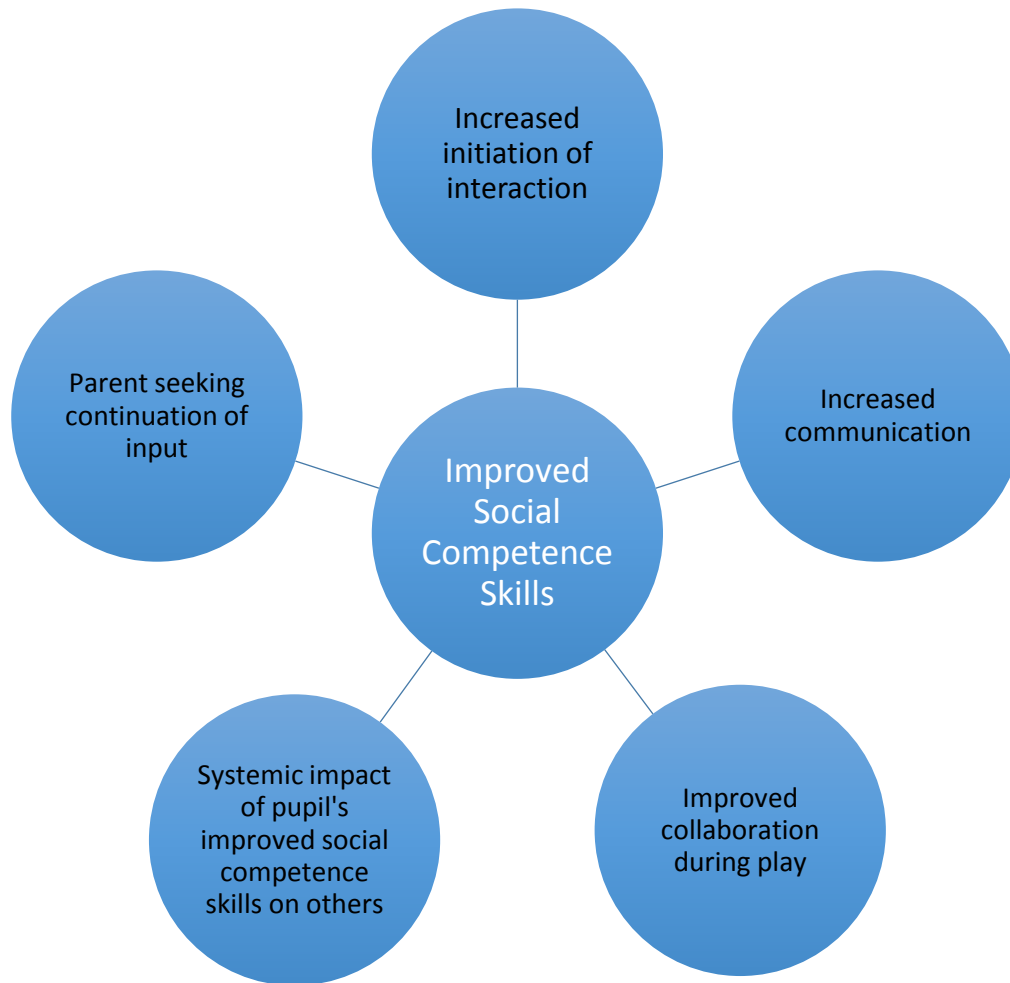 Increased
initiation of
interaction
Parent seeking
continuation of
input
Increased
communication
Improved
Social
Competence
Skills
Systemic impact
of pupil's
improved social
competence
skills on others
Improved
collaboration
during play